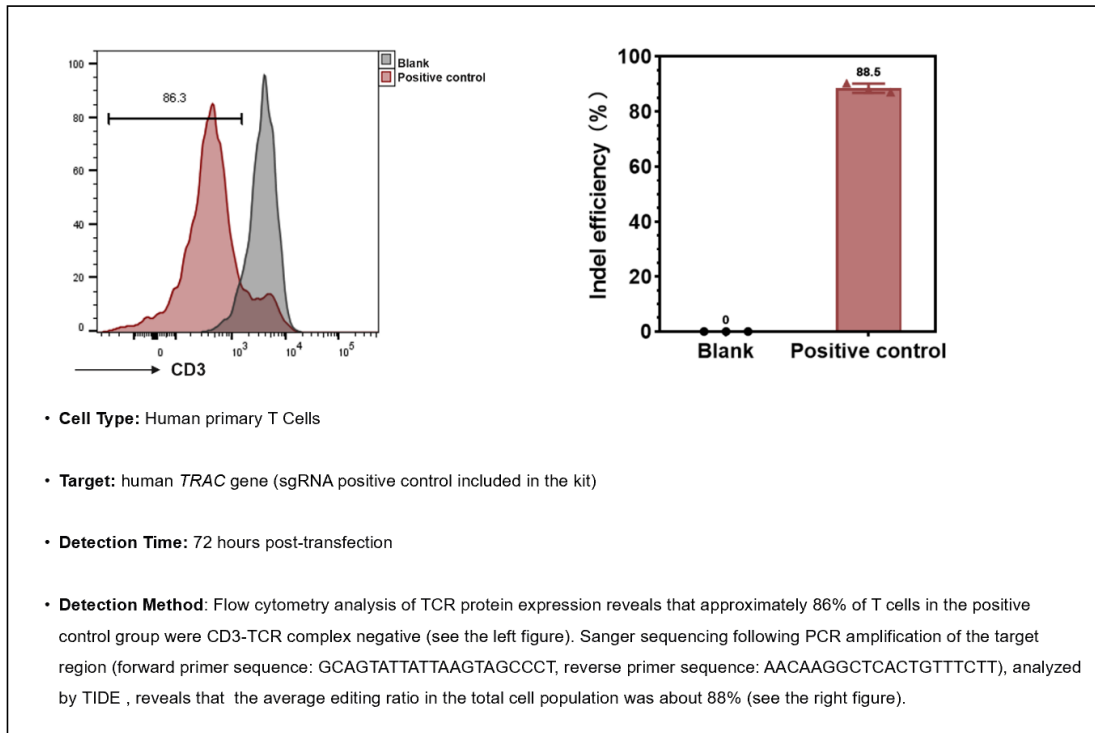 100
80
60
40
20
0
86.3
Blank
Positive control
0
10³
10⁴
10⁵
CD3
Indel efficiency (%)
100
80
60
40
20
0
0
88.5
Blank
Positive control
• Cell Type: Human primary T Cells
• Target: human TRAC gene (sgRNA positive control included in the kit)
• Detection Time: 72 hours post-transfection
• Detection Method: Flow cytometry analysis of TCR protein expression reveals that approximately 86% of T cells in the positive
control group were CD3-TCR complex negative (see the left figure). Sanger sequencing following PCR amplification of the target
region (forward primer sequence: GCAGTATTATTAAGTAGCCCT, reverse primer sequence: AACAAGGCTCACTGTTTCTT), analyzed
by TIDE , reveals that  the average editing ratio in the total cell population was about 88% (see the right figure).